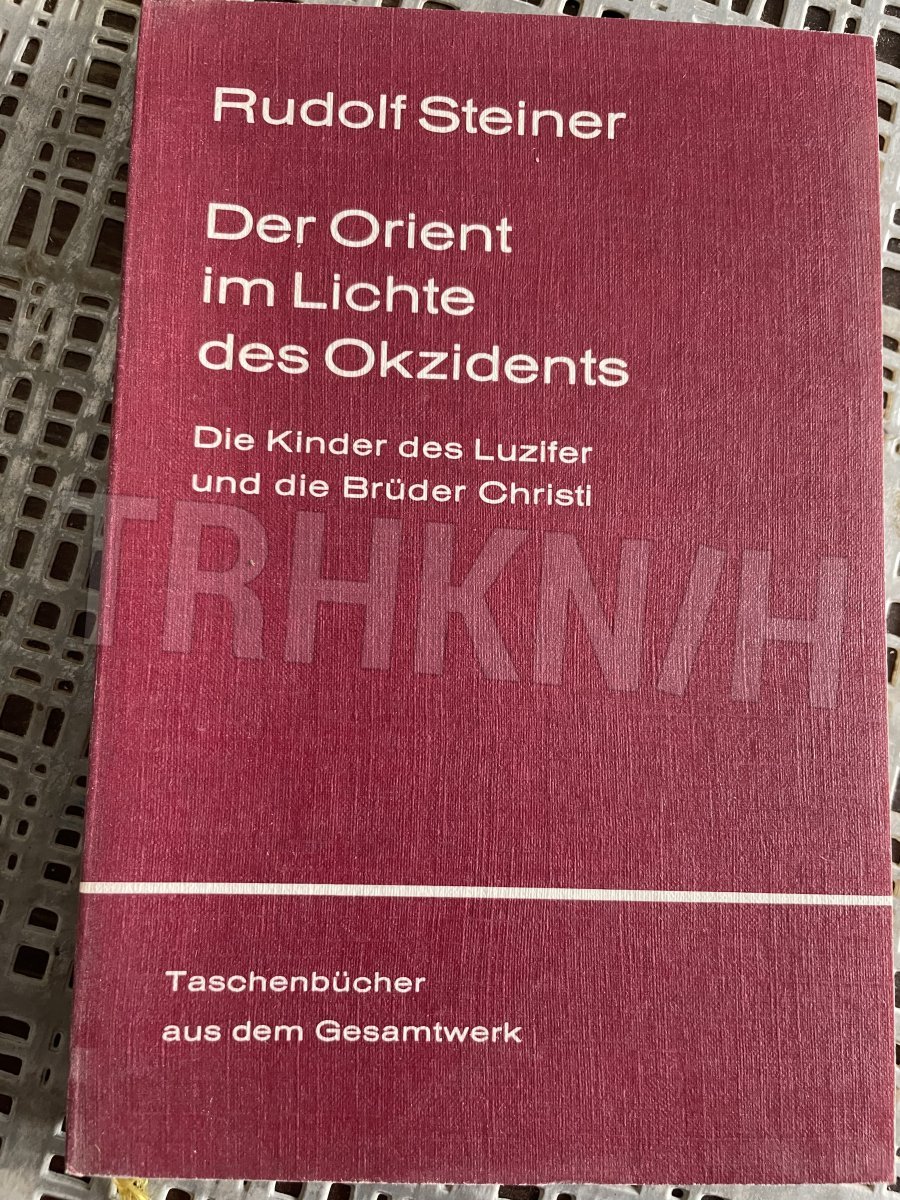 Rudolf Steiner
Der Orient
im Lichte
des Okzidents
Die Kinder des Luzifer
und die Brüder Christi
TRHKN/H
Taschenbücher
aus dem Gesamtwerk